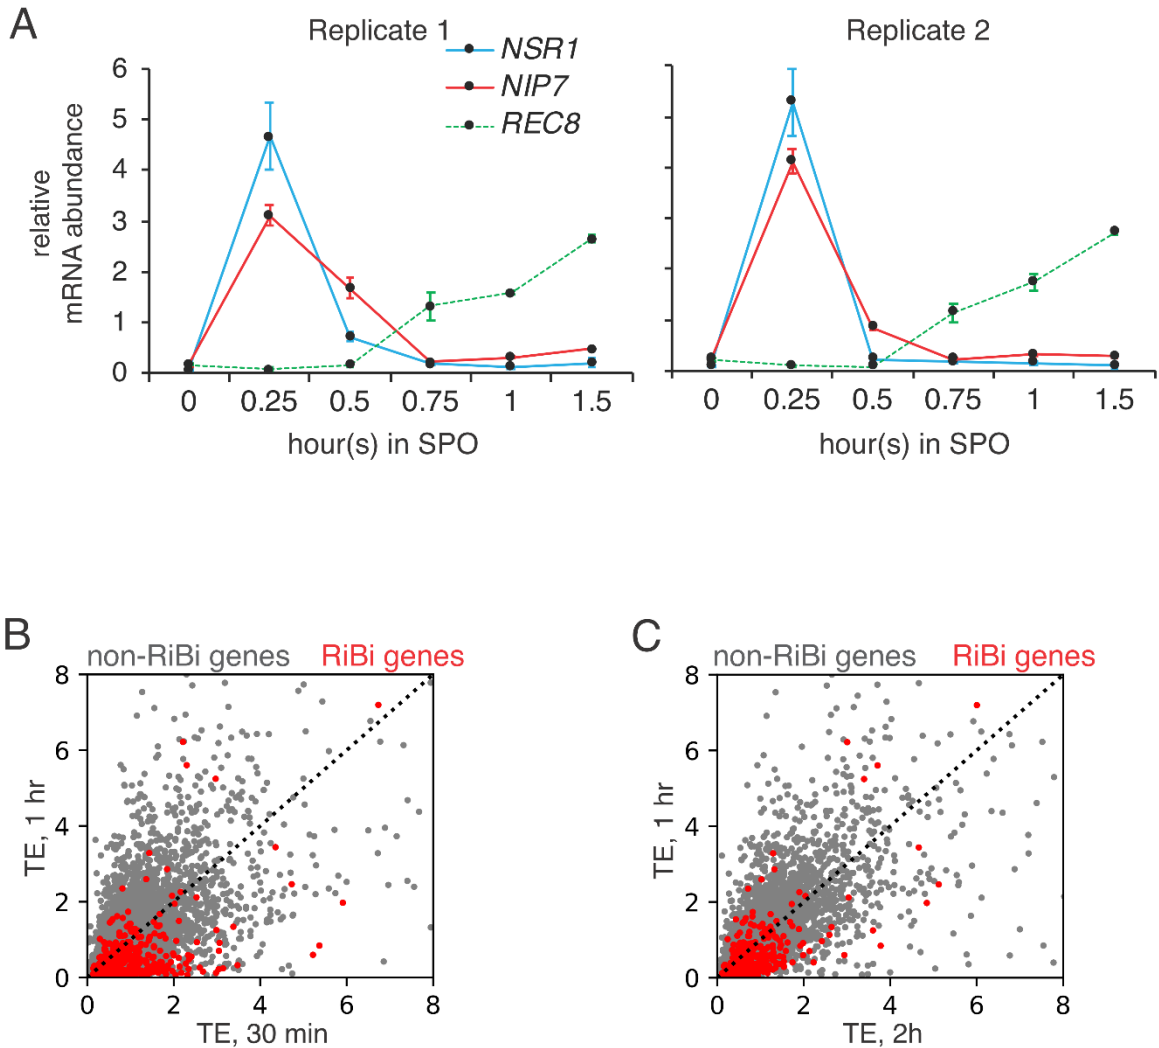 A
Replicate 1
Replicate 2
NSR1
NIP7
REC8
relative
mRNA abundance
6
5
4
3
2
1
0
0 0.25 0.5 0.75 1 1.5
hour(s) in SPO
0 0.25 0.5 0.75 1 1.5
hour(s) in SPO
B
non-RiBi genes RiBi genes
TE, 1 hr
8
6
4
2
0
0 2 4 6 8
TE, 30 min
C
non-RiBi genes RiBi genes
TE, 1 hr
8
6
4
2
0
0 2 4 6 8
TE, 2h